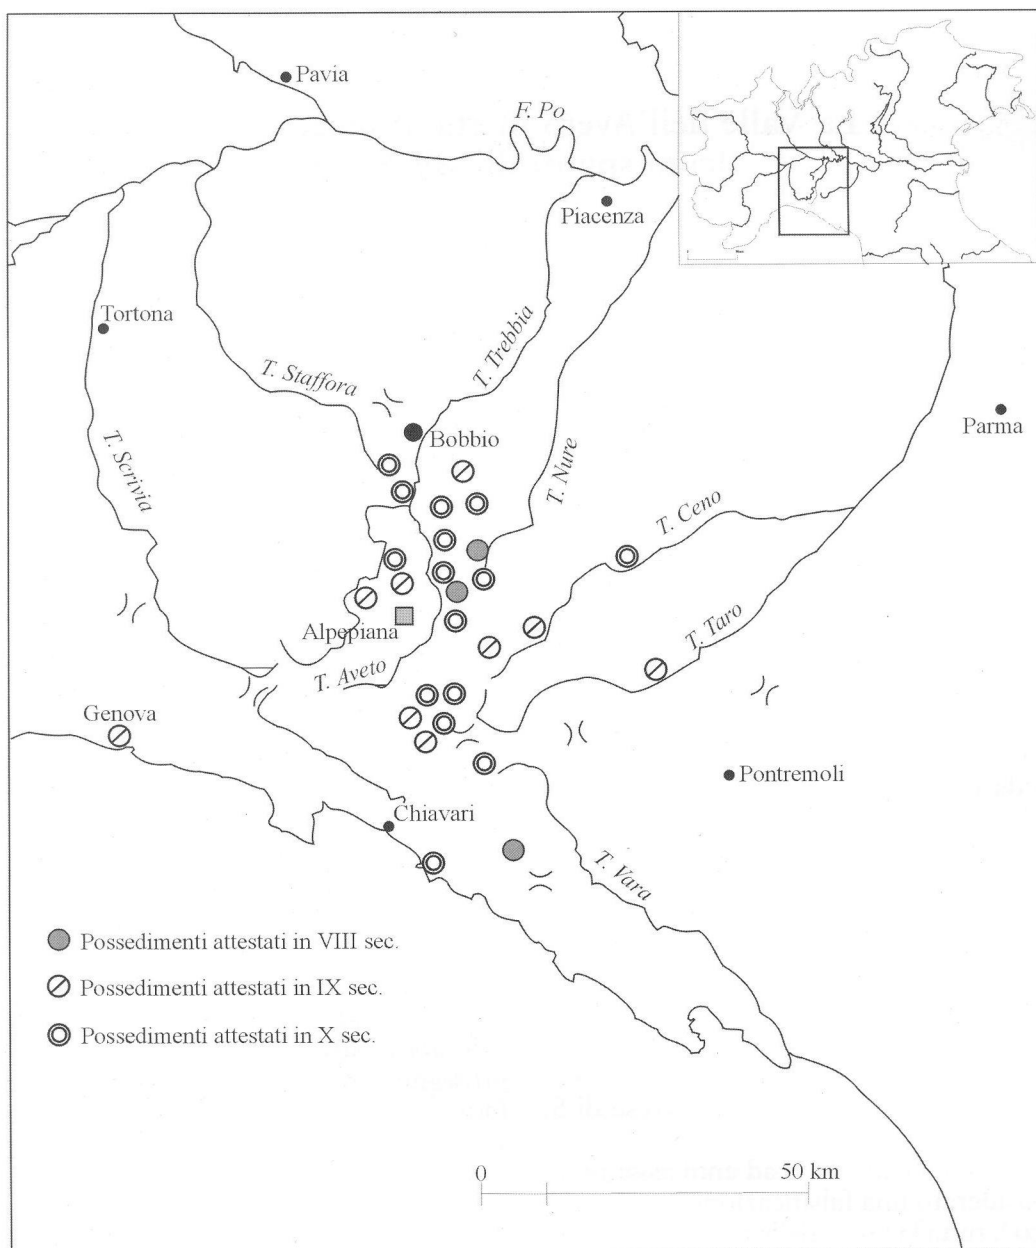 Pavia
F. Po
Piacenza
Tortona
T. Trebbia
T. Staffora
Bobbio
Parma
T. Scrivia
T. Nure
T. Ceno
Alpepiana
T. Taro
T. Aveto
Genova
Pontremoli
Chiavari
T. Vara
Possedimenti attestati in VIII sec.
Possedimenti attestati in IX sec.
Possedimenti attestati in X sec.
0 50 km